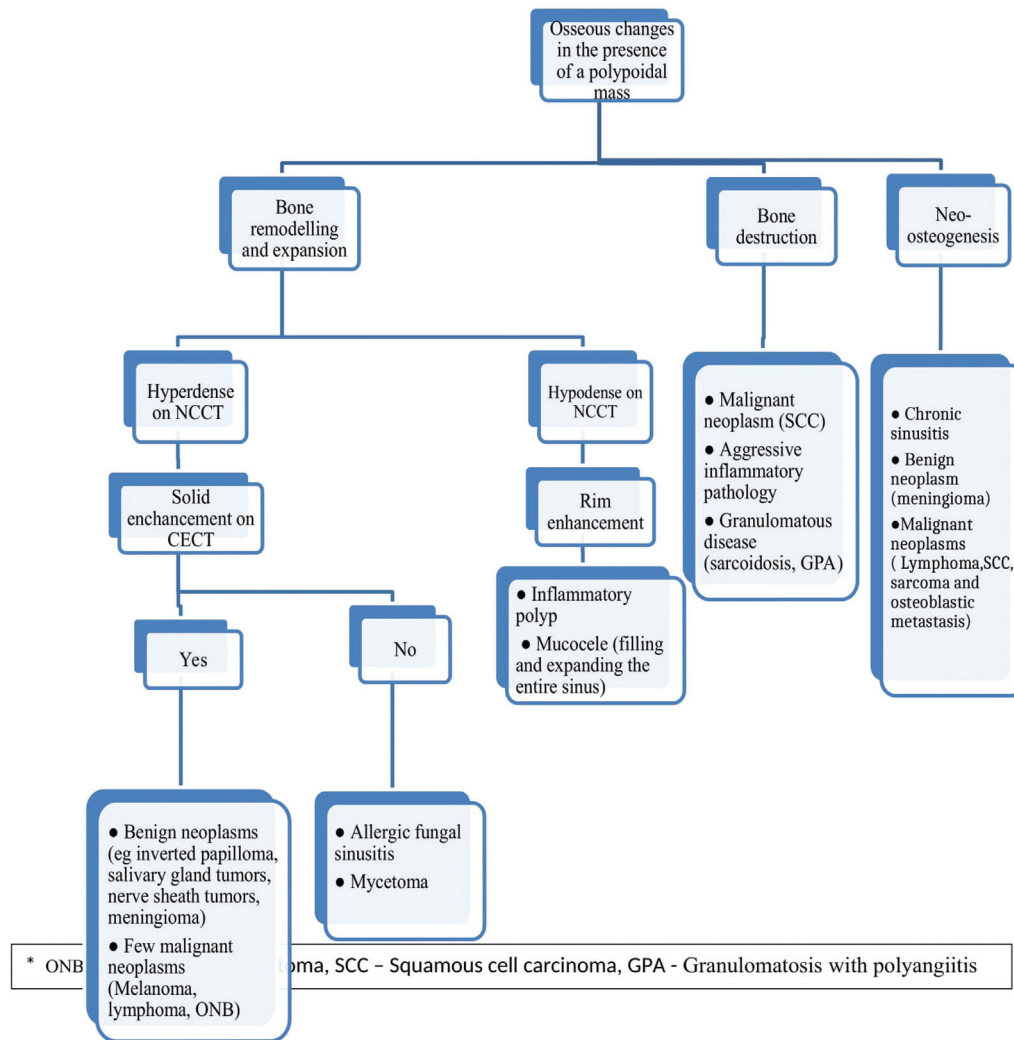 Osseous changes
in the presence
of a polypoidal
mass
Bone
remodelling
and expansion
Bone
destruction
Neo-
osteogenesis
Hyperdense
on NCCT
Hypodense on
NCCT
Solid
enchancement on
CECT
Rim
enhancement
Yes
No
● Inflammatory
polyp
● Mucocele (filling
and expanding the
entire sinus)
● Malignant
neoplasm (SCC)
● Aggressive
inflammatory
pathology
● Granulomatous
disease
(sarcoidosis, GPA)
● Chronic
sinusitis
● Benign
neoplasm
(meningioma)
●Malignant
neoplasms
( Lymphoma,SCC,
sarcoma and
osteoblastic
metastasis)
● Benign neoplasms
(eg inverted papilloma,
salivary gland tumors,
nerve sheath tumors,
meningioma)
● Few malignant
neoplasms
(Melanoma,
lymphoma, ONB)
● Allergic fungal
sinusitis
● Mycetoma
* ONB toma, SCC – Squamous cell carcinoma, GPA - Granulomatosis with polyangiitis